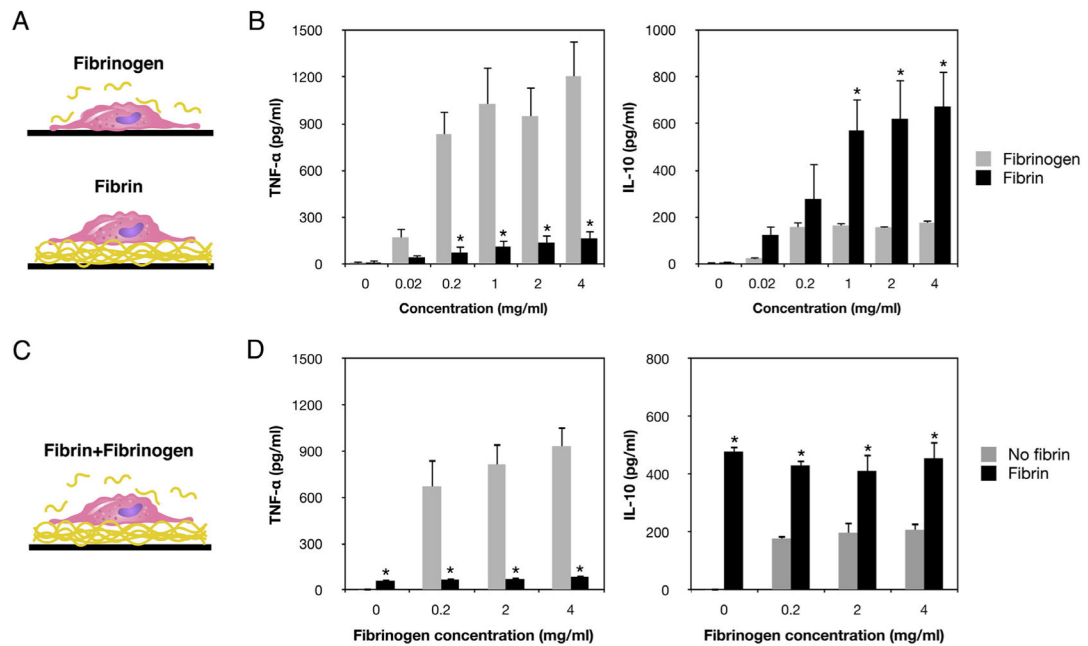 A
Fibrinogen
Fibrin
B
1500
1200
900
600
300
0
TNF-α (pg/ml)
0 0.02 0.2 1 2 4
* * * *
Concentration (mg/ml)
1000
800
600
400
200
0
IL-10 (pg/ml)
0 0.02 0.2 1 2 4
* * *
Concentration (mg/ml)
Fibrinogen
Fibrin
C
Fibrin+Fibrinogen
D
1500
1200
900
600
300
0
TNF-α (pg/ml)
* * * *
0 0.2 2 4
Fibrinogen concentration (mg/ml)
800
600
400
200
0
IL-10 (pg/ml)
* * * *
0 0.2 2 4
Fibrinogen concentration (mg/ml)
No fibrin
Fibrin